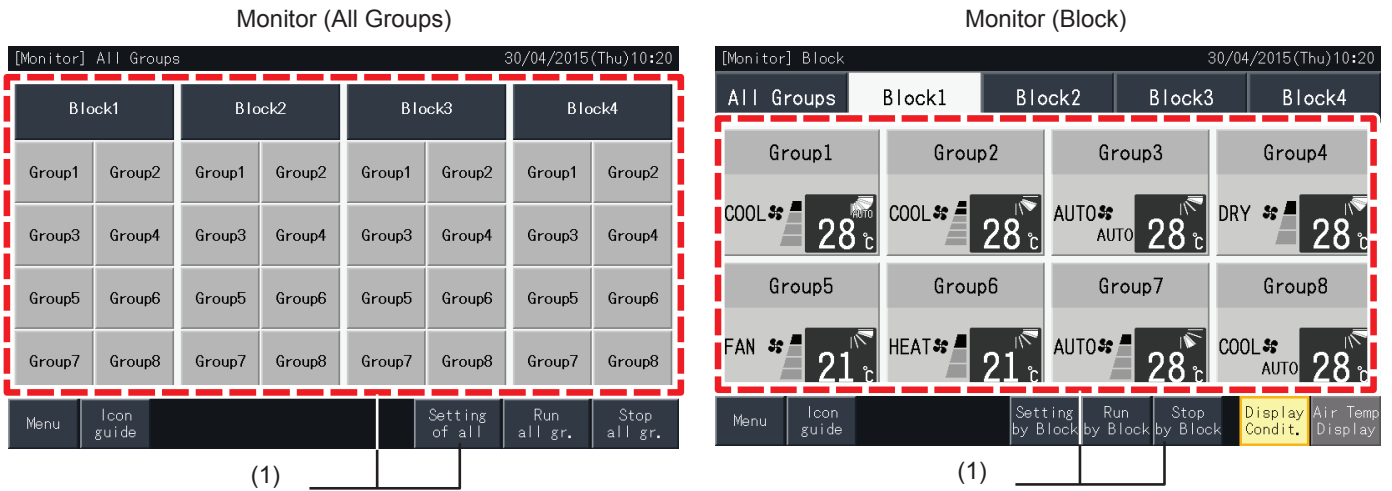 Monitor (All Groups)
[Monitor] All Groups 30/04/2015(Thu)10:20
Block1 Block2 Block3 Block4
Group1 Group2 Group1 Group2 Group1 Group2 Group1 Group2
Group3 Group4 Group3 Group4 Group3 Group4 Group3 Group4
Group5 Group6 Group5 Group6 Group5 Group6 Group5 Group6
Group7 Group8 Group7 Group8 Group7 Group8 Group7 Group8
Menu Icon guide Setting of all Run all gr. Stop all gr.
(1)
Monitor (Block)
[Monitor] Block 30/04/2015(Thu)10:20
All Groups Block1 Block2 Block3 Block4
Group1 Group2 Group3 Group4
COOL AUTO 28℃ COOL 28℃ AUTO AUTO 28℃ DRY 28℃
Group5 Group6 Group7 Group8
FAN 21℃ HEAT 21℃ AUTO 28℃ COOL AUTO 28℃
Menu Icon guide Setting by Block Run by Block Stop by Block Display Condit. Air Temp Display
(1)